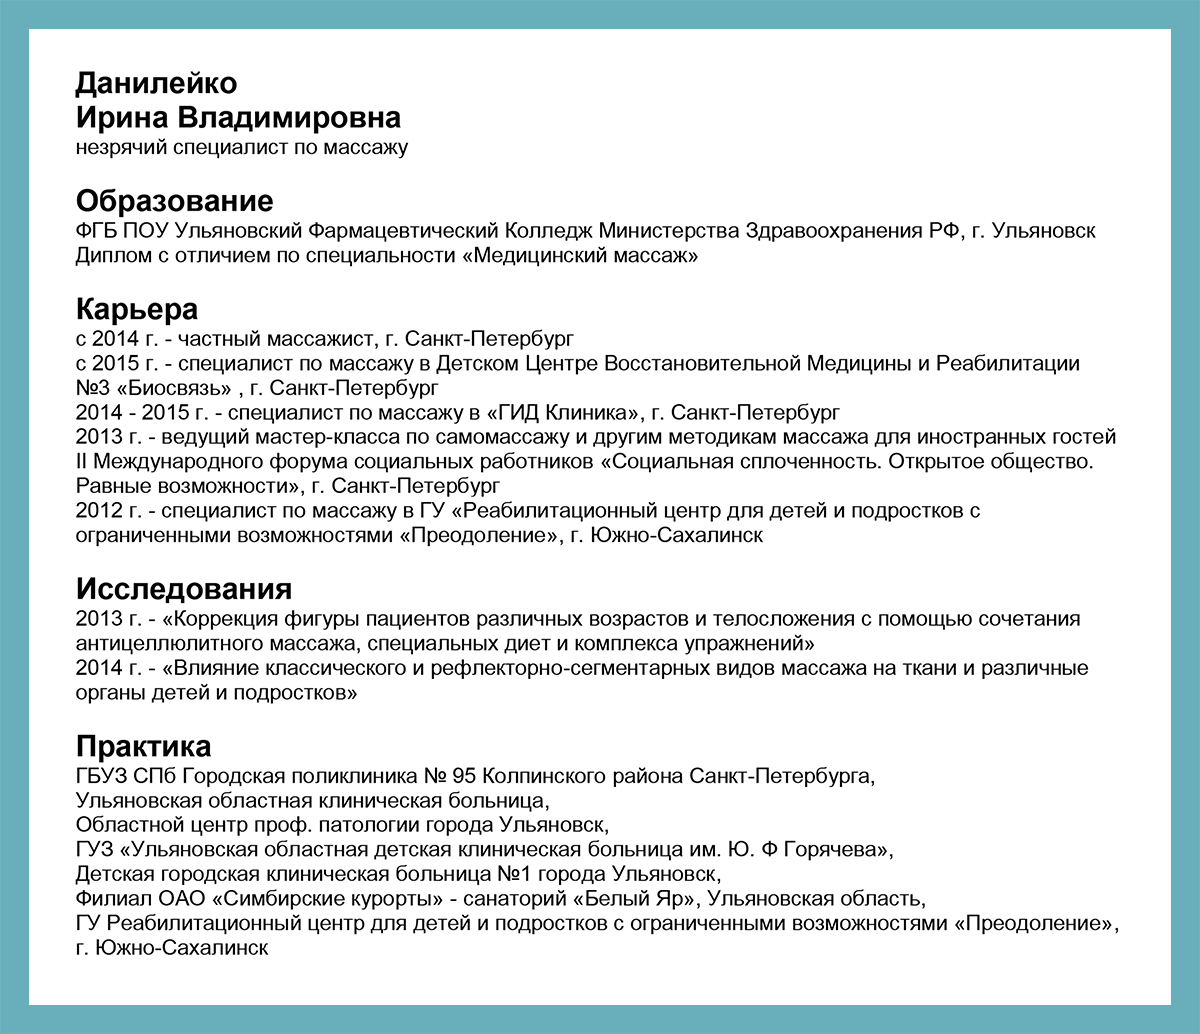 Данилейко
Ирина Владимировна
незрячий специалист по массажу
Образование
ФГБ ПОУ Ульяновский Фармацевтический Колледж Министерства Здравоохранения РФ, г. Ульяновск
Диплом с отличием по специальности «Медицинский массаж»
Карьера
с 2014 г. - частный массажист, г. Санкт-Петербург
с 2015 г. - специалист по массажу в Детском Центре Восстановительной Медицины и Реабилитации
№3 «Биосвязь» , г. Санкт-Петербург
2014 - 2015 г. - специалист по массажу в «ГИД Клиника», г. Санкт-Петербург
2013 г. - ведущий мастер-класса по самомассажу и другим методикам массажа для иностранных гостей
II Международного форума социальных работников «Социальная сплоченность. Открытое общество.
Равные возможности», г. Санкт-Петербург
2012 г. - специалист по массажу в ГУ «Реабилитационный центр для детей и подростков с
ограниченными возможностями «Преодоление», г. Южно-Сахалинск
Исследования
2013 г. - «Коррекция фигуры пациентов различных возрастов и телосложения с помощью сочетания
антицеллюлитного массажа, специальных диет и комплекса упражнений»
2014 г. - «Влияние классического и рефлекторно-сегментарных видов массажа на ткани и различные
органы детей и подростков»
Практика
ГБУЗ СПб Городская поликлиника № 95 Колпинского района Санкт-Петербурга,
Ульяновская областная клиническая больница,
Областной центр проф. патологии города Ульяновск,
ГУЗ «Ульяновская областная детская клиническая больница им. Ю. Ф Горячева»,
Детская городская клиническая больница №1 города Ульяновск,
Филиал ОАО «Симбирские курорты» - санаторий «Белый Яр», Ульяновская область,
ГУ Реабилитационный центр для детей и подростков с ограниченными возможностями «Преодоление»,
г. Южно-Сахалинск